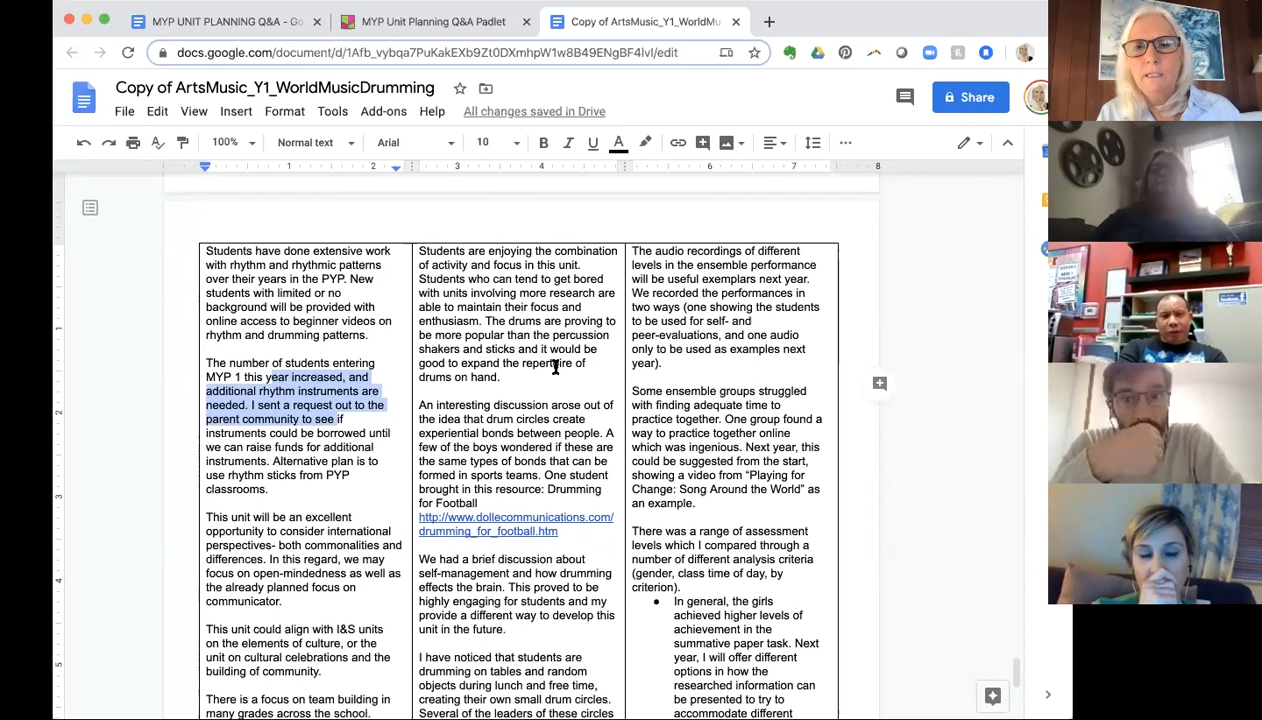 MYP UNIT PLANNING Q&A - Go
MYP Unit Planning Q&A Padlet
Copy of ArtsMusic_Y1_WorldMu
docs.google.com/document/d/1Afb_vybqa7PuKakEXI9Zt0DXmhpW1w8B49ENgBF4lvI/edit
Copy of ArtsMusic_Y1_WorldMusicDrumming
File Edit View Insert Format Tools Add-ons Help All changes saved in Drive
Share
100% Normal text Arial 10 B I U A
1 2 3 4 5 6 7 8
Students have done extensive work
with rhythm and rhythmic patterns
over their years in the PYP. New
students with limited or no
background will be provided with
online access to beginner videos on
rhythm and drumming patterns.
The number of students entering
MYP 1 this year increased, and
additional rhythm instruments are
needed. I sent a request out to the
parent community to see if
instruments could be borrowed until
we can raise funds for additional
instruments. Alternative plan is to
use rhythm sticks from PYP
classrooms.
This unit will be an excellent
opportunity to consider international
perspectives- both commonalities and
differences. In this regard, we may
focus on open-mindedness as well as
the already planned focus on
communicator.
This unit could align with I&S units
on the elements of culture, or the
unit on cultural celebrations and the
building of community.
There is a focus on team building in
many grades across the school.
Students are enjoying the combination
of activity and focus in this unit.
Students who can tend to get bored
with units involving more research are
able to maintain their focus and
enthusiasm. The drums are proving to
be more popular than the percussion
shakers and sticks and it would be
good to expand the repertoire of
drums on hand.
An interesting discussion arose out of
the idea that drum circles create
experiential bonds between people. A
few of the boys wondered if these are
the same types of bonds that can be
formed in sports teams. One student
brought in this resource: Drumming
for Football
http://www.dollecommunications.com/
drumming_for_football.htm
We had a brief discussion about
self-management and how drumming
effects the brain. This proved to be
highly engaging for students and my
provide a different way to develop this
unit in the future.
I have noticed that students are
drumming on tables and random
objects during lunch and free time,
creating their own small drum circles.
Several of the leaders of these circles
The audio recordings of different
levels in the ensemble performance
will be useful exemplars next year.
We recorded the performances in
two ways (one showing the students
to be used for self- and
peer-evaluations, and one audio
only to be used as examples next
year).
Some ensemble groups struggled
with finding adequate time to
practice together. One group found a
way to practice together online
which was ingenious. Next year, this
could be suggested from the start,
showing a video from “Playing for
Change: Song Around the World” as
an example.
There was a range of assessment
levels which I compared through a
number of different analysis criteria
(gender, class time of day, by
criterion).
● In general, the girls
achieved higher levels of
achievement in the
summative paper task. Next
year, I will offer different
options in how the
researched information can
be presented to try to
accommodate different
1
2
3
4
5